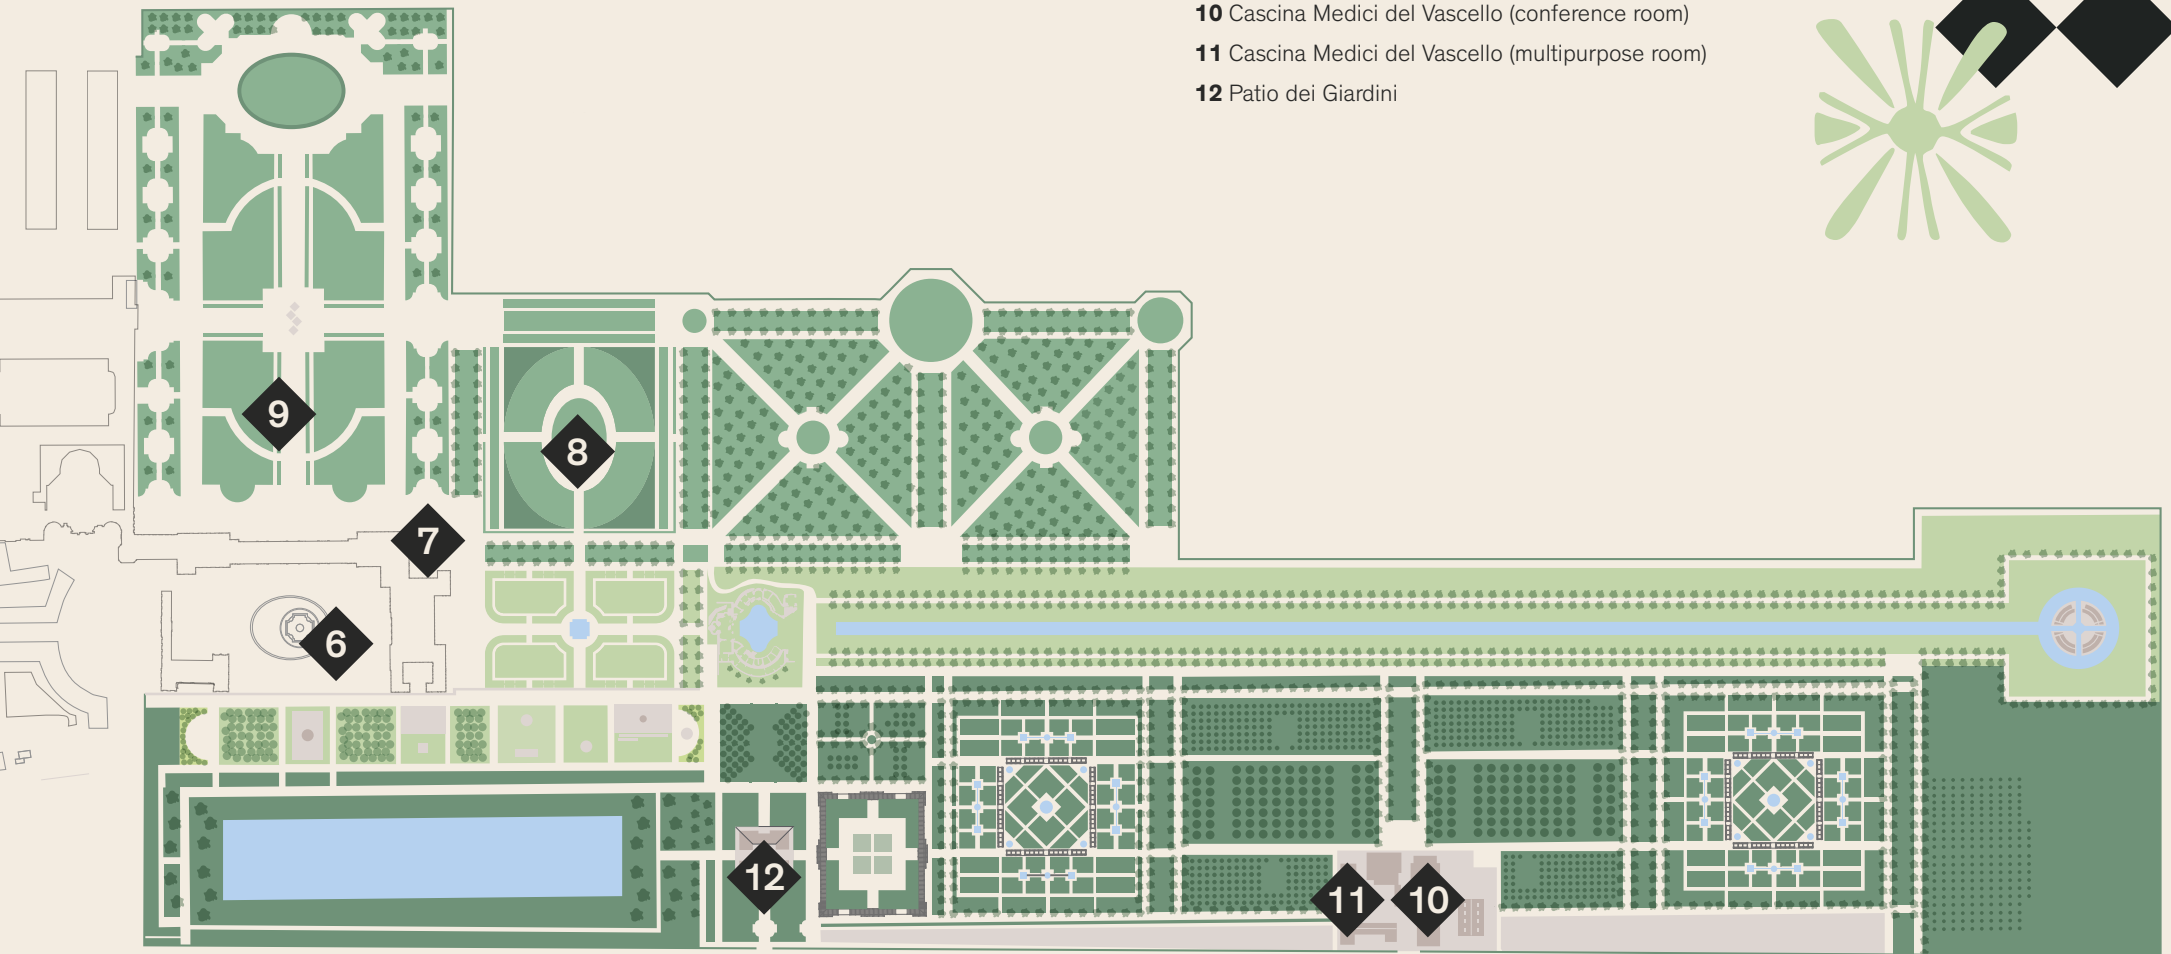 10 Cascina Medici del Vascello (conference room)
11 Cascina Medici del Vascello (multipurpose room)
12 Patio dei Giardini
9
8
7
6
12
11
10